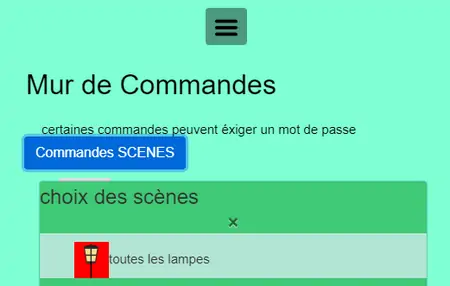 Mur de Commandes
certaines commandes peuvent éxiger un mot de passe
Commandes SCENES
choix des scènes
×
toutes les lampes